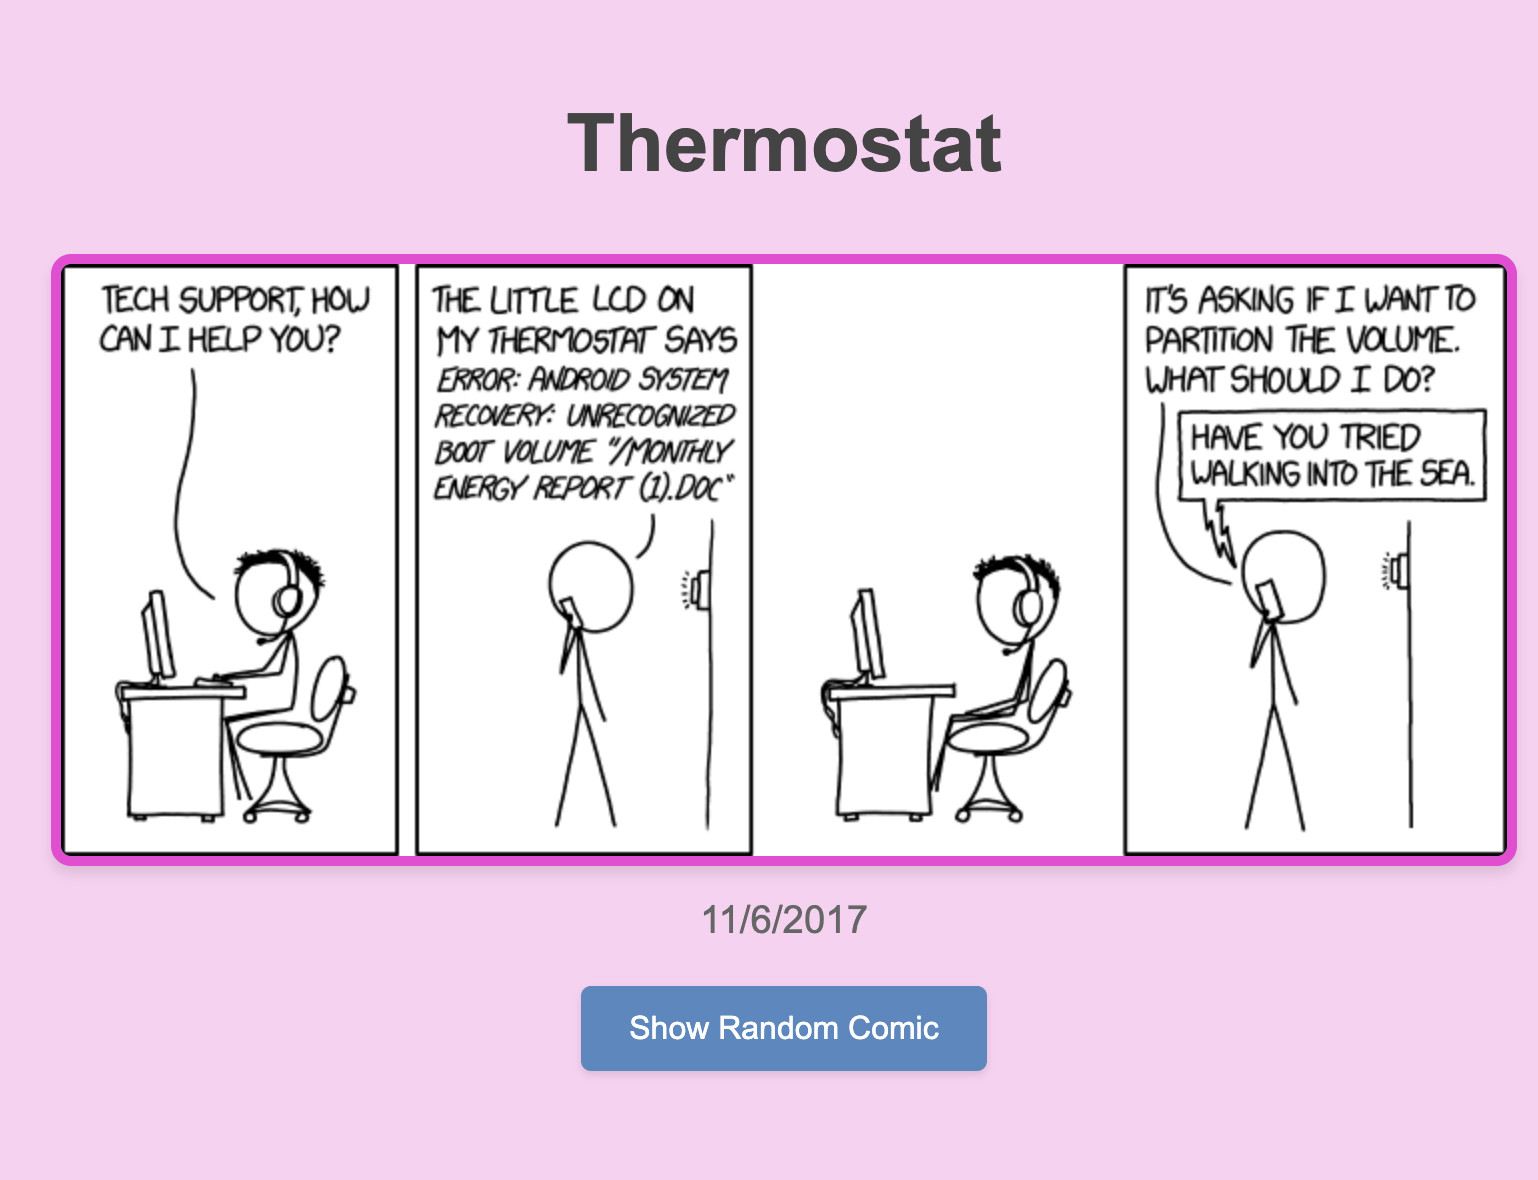 Thermostat
TECH SUPPORT, HOW
CAN I HELP YOU?
THE LITTLE LCD ON
MY THERMOSTAT SAYS
ERROR: ANDROID SYSTEM
RECOVERY: UNRECOGNIZED
BOOT VOLUME "/MONTHLY
ENERGY REPORT (1).DOC"
IT'S ASKING IF I WANT TO
PARTITION THE VOLUME.
WHAT SHOULD I DO?
HAVE YOU TRIED
WALKING INTO THE SEA.
11/6/2017
Show Random Comic